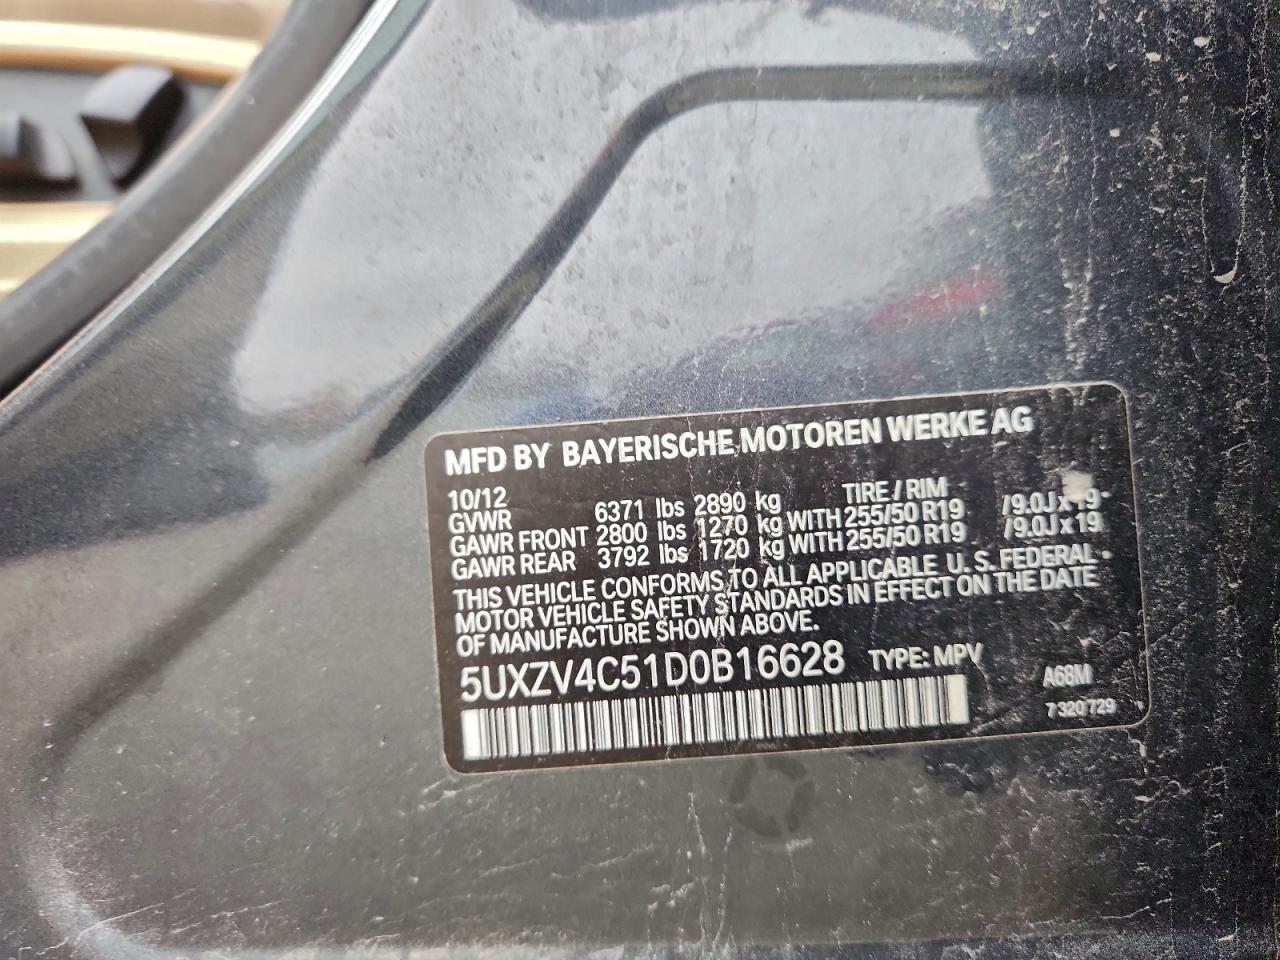 MFD BY BAYERISCHE MOTOREN WERKE AG
10/12 TIRE / RIM
GVWR 6371 lbs 2890 kg
GAWR FRONT 2800 lbs 1270 kg WITH 255/50 R19 /9.0J x 19
GAWR REAR 3792 lbs 1720 kg WITH 255/50 R19 /9.0J x 19
THIS VEHICLE CONFORMS TO ALL APPLICABLE U.S. FEDERAL
MOTOR VEHICLE SAFETY STANDARDS IN EFFECT ON THE DATE
OF MANUFACTURE SHOWN ABOVE.
5UXZV4C51D0B16628 TYPE: MPV
A68M
7 320 729